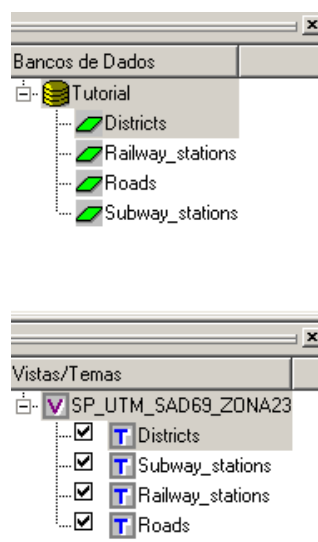 Bancos de Dados
Tutorial
Districts
Railway_stations
Roads
Subway_stations
Vistas/Temas
V SP_UTM_SAD69_ZONA23
T Districts
T Subway_stations
T Railway_stations
T Roads